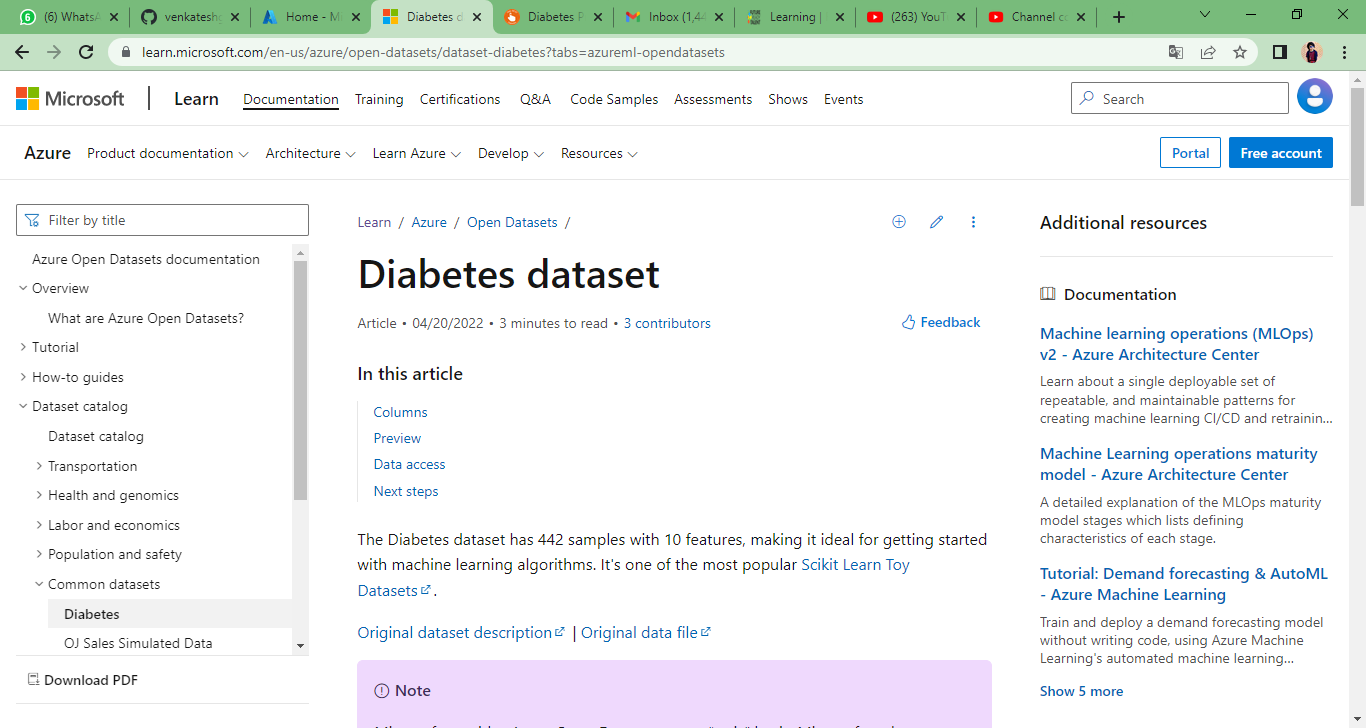 (6) WhatsA
venkateshg
Home - Mi
Diabetes d
Diabetes P
Inbox (1,44
Learning |
(263) YouT
Channel co
learn.microsoft.com/en-us/azure/open-datasets/dataset-diabetes?tabs=azureml-opendatasets
Microsoft
Learn
Documentation
Training
Certifications
Q&A
Code Samples
Assessments
Shows
Events
Search
Azure
Product documentation
Architecture
Learn Azure
Develop
Resources
Portal
Free account
Filter by title
Azure Open Datasets documentation
Overview
What are Azure Open Datasets?
Tutorial
How-to guides
Dataset catalog
Dataset catalog
Transportation
Health and genomics
Labor and economics
Population and safety
Common datasets
Diabetes
OJ Sales Simulated Data
Download PDF
Learn / Azure / Open Datasets /
Diabetes dataset
Article • 04/20/2022 • 3 minutes to read • 3 contributors
Feedback
In this article
Columns
Preview
Data access
Next steps
The Diabetes dataset has 442 samples with 10 features, making it ideal for getting started
with machine learning algorithms. It's one of the most popular Scikit Learn Toy
Datasets.
Original dataset description | Original data file
Note
Additional resources
Documentation
Machine learning operations (MLOps)
v2 - Azure Architecture Center
Learn about a single deployable set of
repeatable, and maintainable patterns for
creating machine learning CI/CD and retrainin...
Machine Learning operations maturity
model - Azure Architecture Center
A detailed explanation of the MLOps maturity
model stages which lists defining
characteristics of each stage.
Tutorial: Demand forecasting & AutoML
- Azure Machine Learning
Train and deploy a demand forecasting model
without writing code, using Azure Machine
Learning's automated machine learning...
Show 5 more